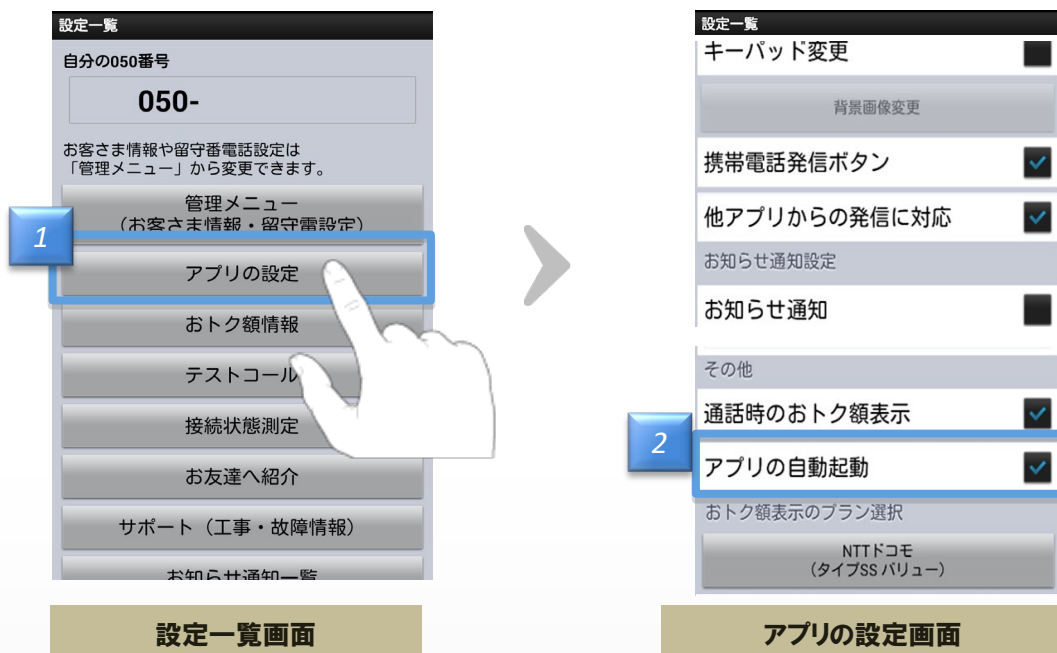 設定一覧
自分の050番号
050-
お客さま情報や留守番電話設定は
「管理メニュー」から変更できます。
管理メニュー
（お客さま情報・留守電設定）
1
アプリの設定
おトク額情報
テストコール
接続状態測定
お友達へ紹介
サポート（工事・故障情報）
お知らせ通知一覧
設定一覧画面
設定一覧
キーパッド変更
背景画像変更
携帯電話発信ボタン
他アプリからの発信に対応
お知らせ通知設定
お知らせ通知
その他
通話時のおトク額表示
2
アプリの自動起動
おトク額表示のプラン選択
NTTドコモ
（タイプSS バリュー）
アプリの設定画面